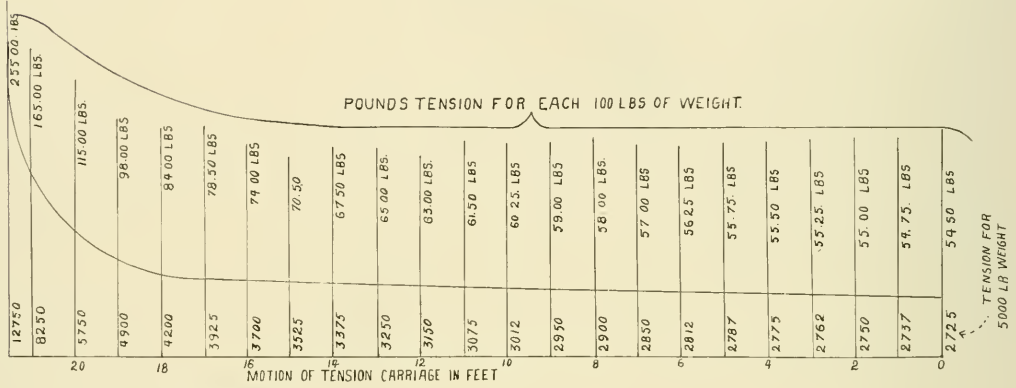 POUNDS TENSION FOR EACH 100 LBS OF WEIGHT.
255.00 LBS
165.00 LBS.
115.00 LBS.
98.00 LBS
84.00 LBS
78.50 LBS
74.00 LBS
70.50
67.50 LBS
65.00 LBS
63.00 LBS.
61.50 LBS
60.25 LBS.
59.00 LBS
58.00 LBS
57.00 LBS
56.25 LBS
55.75 LBS
55.50 LBS
55.25 LBS.
55.00 LBS
54.75 LBS
54.50 LBS
12750
8250
5750
4900
4200
3925
3700
3525
3375
3250
3150
3075
3012
2950
2900
2850
2812
2787
2775
2762
2750
2737
2725
TENSION FOR
5000 LB WEIGHT
20 18 16 14 12 10 8 6 4 2 0
MOTION OF TENSION CARRIAGE IN FEET